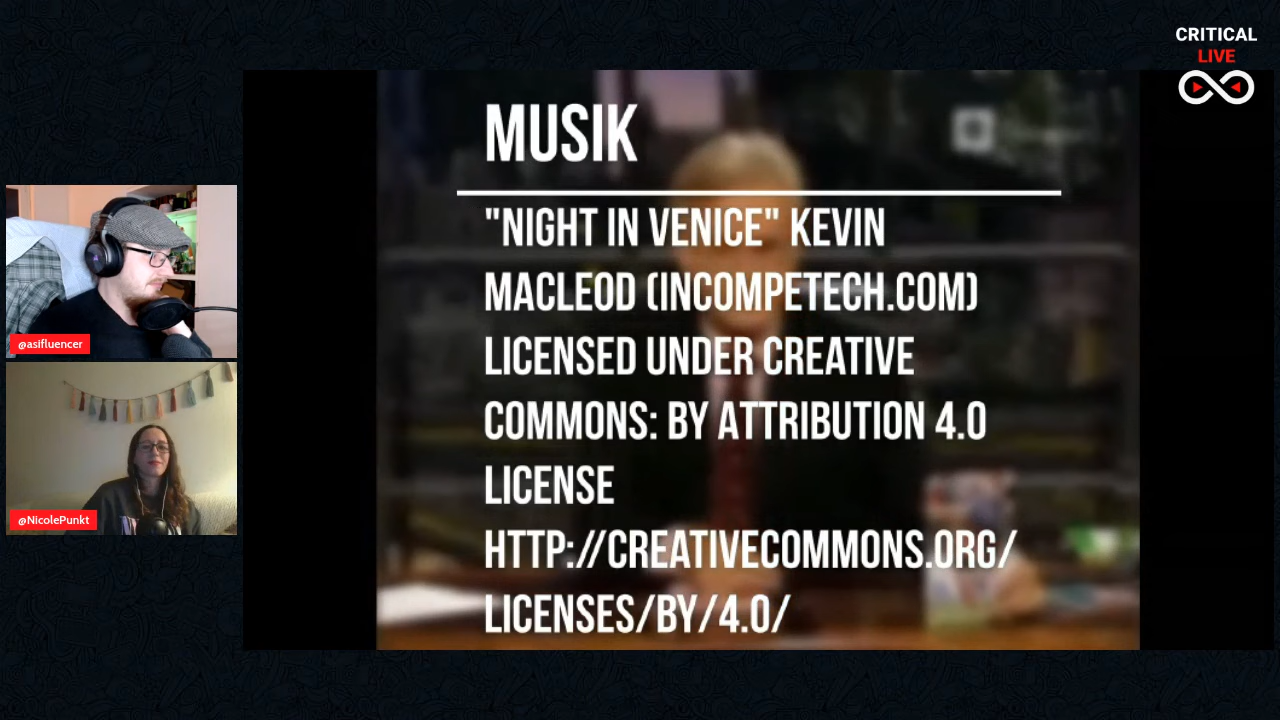 CRITICAL
LIVE
MUSIK
"NIGHT IN VENICE" KEVIN
MACLEOD (INCOMPETECH.COM)
LICENSED UNDER CREATIVE
COMMONS: BY ATTRIBUTION 4.0
LICENSE
HTTP://CREATIVECOMMONS.ORG/
LICENSES/BY/4.0/
@asifluencer
@NicolePunkt